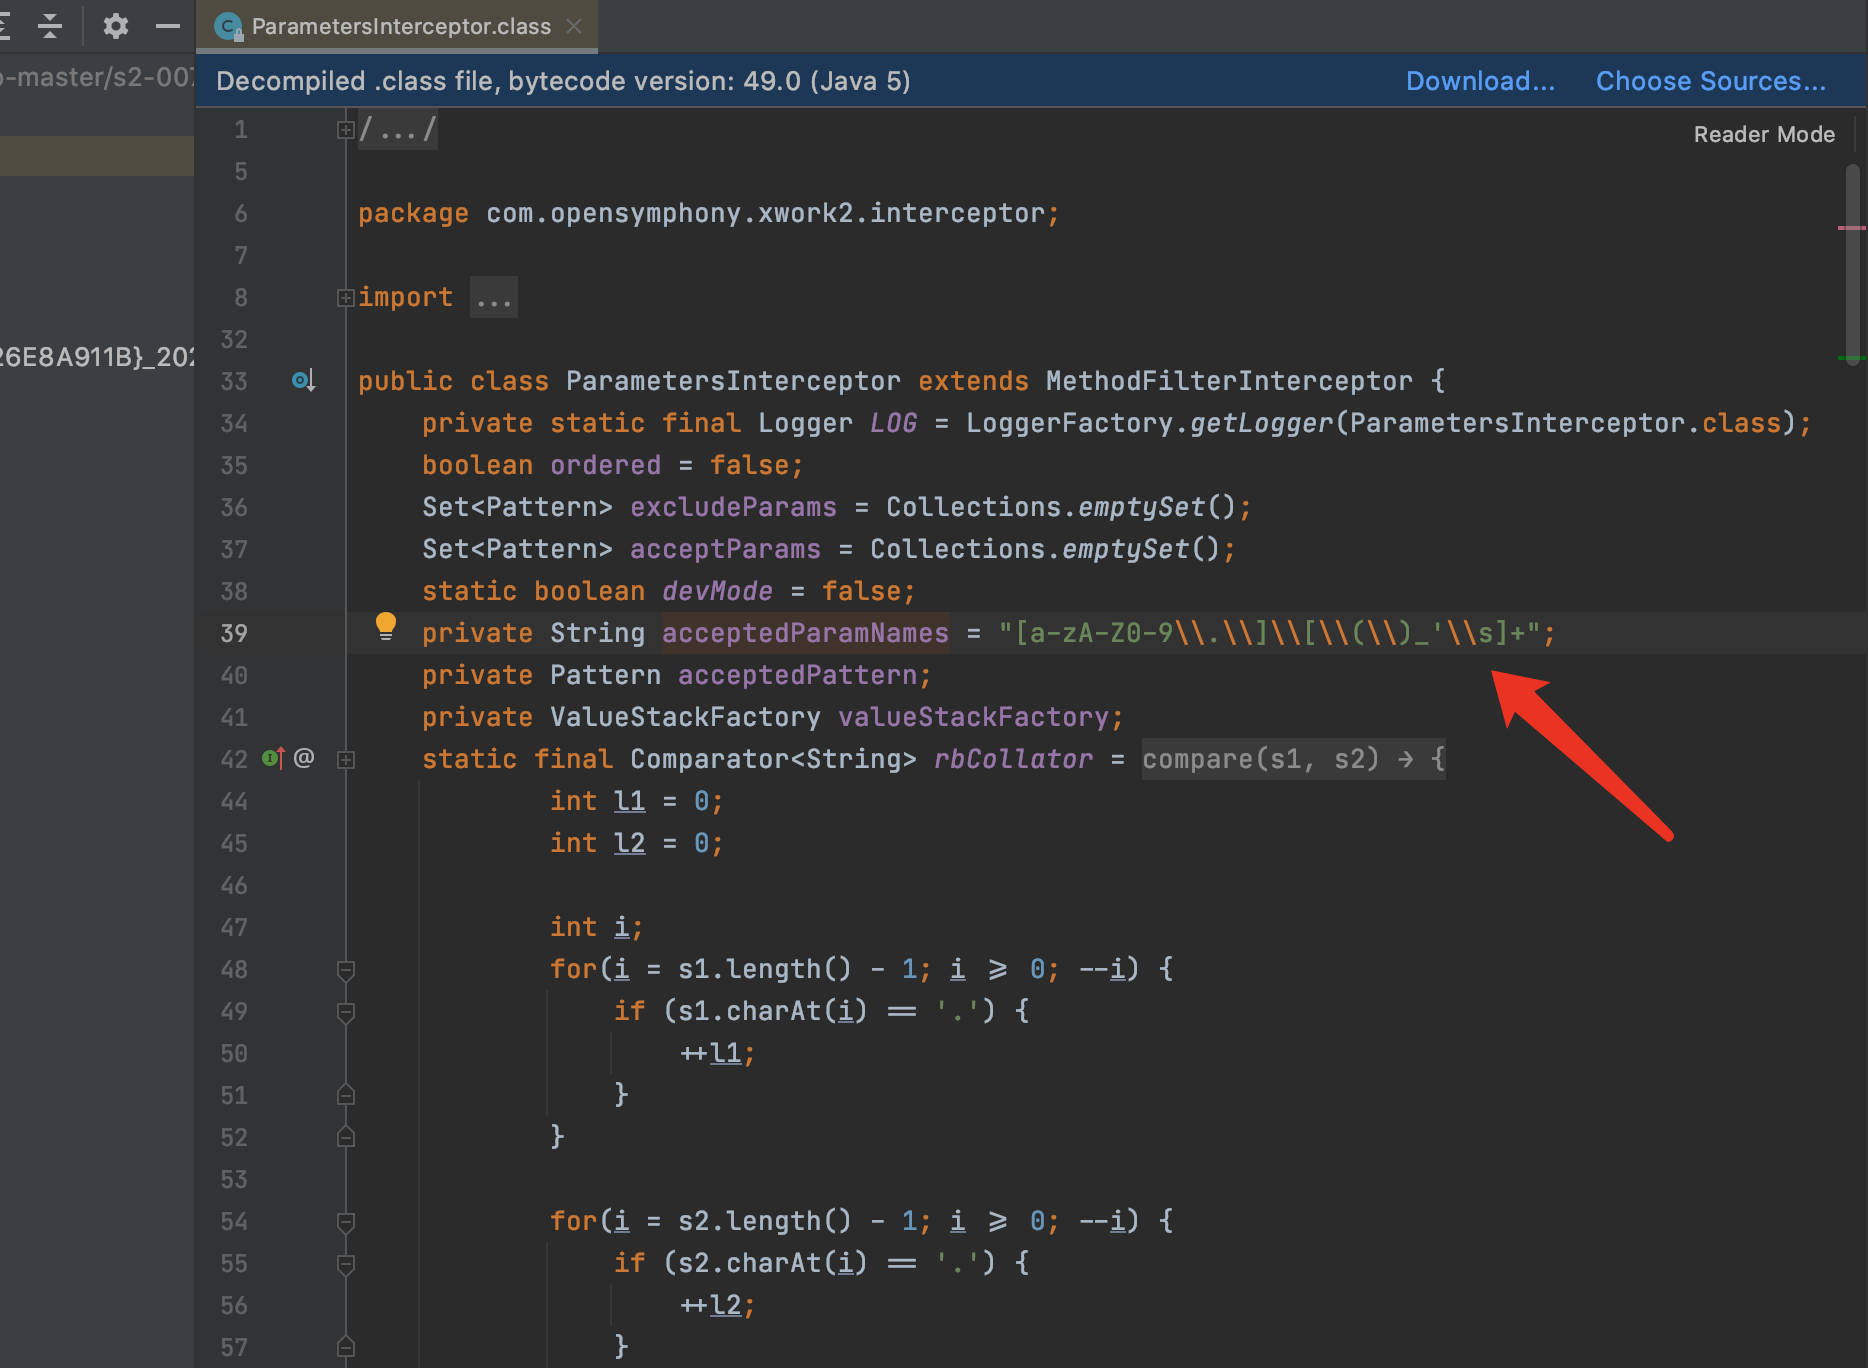 ParametersInterceptor.class
o-master/s2-007
Decompiled .class file, bytecode version: 49.0 (Java 5) Download... Choose Sources...
Reader Mode
26E8A911B}_202
1 /.../
5
6 package com.opensymphony.xwork2.interceptor;
7
8 import ...
32
33 public class ParametersInterceptor extends MethodFilterInterceptor {
34 private static final Logger LOG = LoggerFactory.getLogger(ParametersInterceptor.class);
35 boolean ordered = false;
36 Set<Pattern> excludeParams = Collections.emptySet();
37 Set<Pattern> acceptParams = Collections.emptySet();
38 static boolean devMode = false;
39 private String acceptedParamNames = "[a-zA-Z0-9\\.\\]\\[\\(\\)_'\\s]+";
40 private Pattern acceptedPattern;
41 private ValueStackFactory valueStackFactory;
42 @ static final Comparator<String> rbCollator = compare(s1, s2) → {
44 int l1 = 0;
45 int l2 = 0;
46
47 int i;
48 for(i = s1.length() - 1; i >= 0; --i) {
49 if (s1.charAt(i) == '.') {
50 ++l1;
51 }
52 }
53
54 for(i = s2.length() - 1; i >= 0; --i) {
55 if (s2.charAt(i) == '.') {
56 ++l2;
57 }